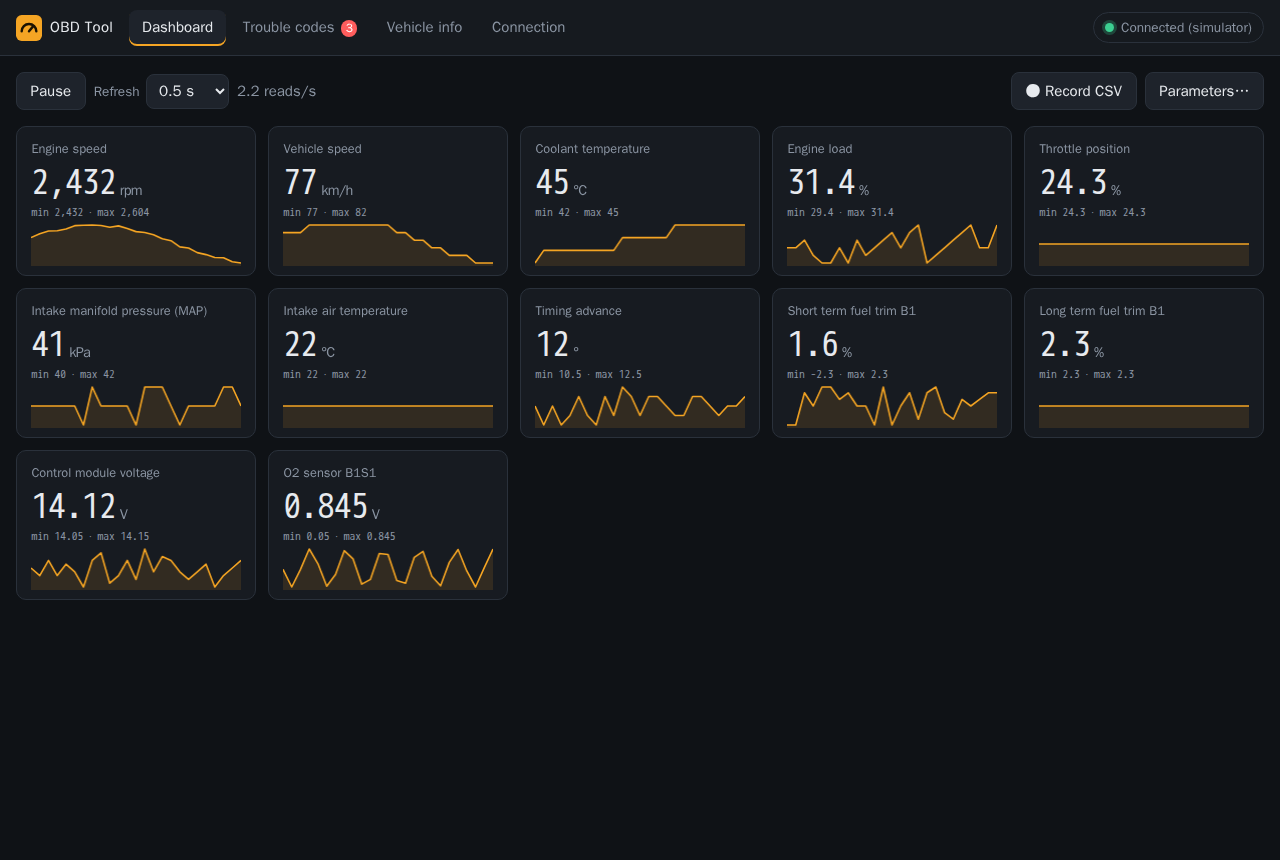 OBD Tool Dashboard Trouble codes 3 Vehicle info Connection Connected (simulator)
Pause Refresh 0.5 s 2.2 reads/s Record CSV Parameters···
Engine speed
2,432 rpm
min 2,432 · max 2,604
Vehicle speed
77 km/h
min 77 · max 82
Coolant temperature
45 °C
min 42 · max 45
Engine load
31.4 %
min 29.4 · max 31.4
Throttle position
24.3 %
min 24.3 · max 24.3
Intake manifold pressure (MAP)
41 kPa
min 40 · max 42
Intake air temperature
22 °C
min 22 · max 22
Timing advance
12 °
min 10.5 · max 12.5
Short term fuel trim B1
1.6 %
min -2.3 · max 2.3
Long term fuel trim B1
2.3 %
min 2.3 · max 2.3
Control module voltage
14.12 V
min 14.05 · max 14.15
O2 sensor B1S1
0.845 V
min 0.05 · max 0.845